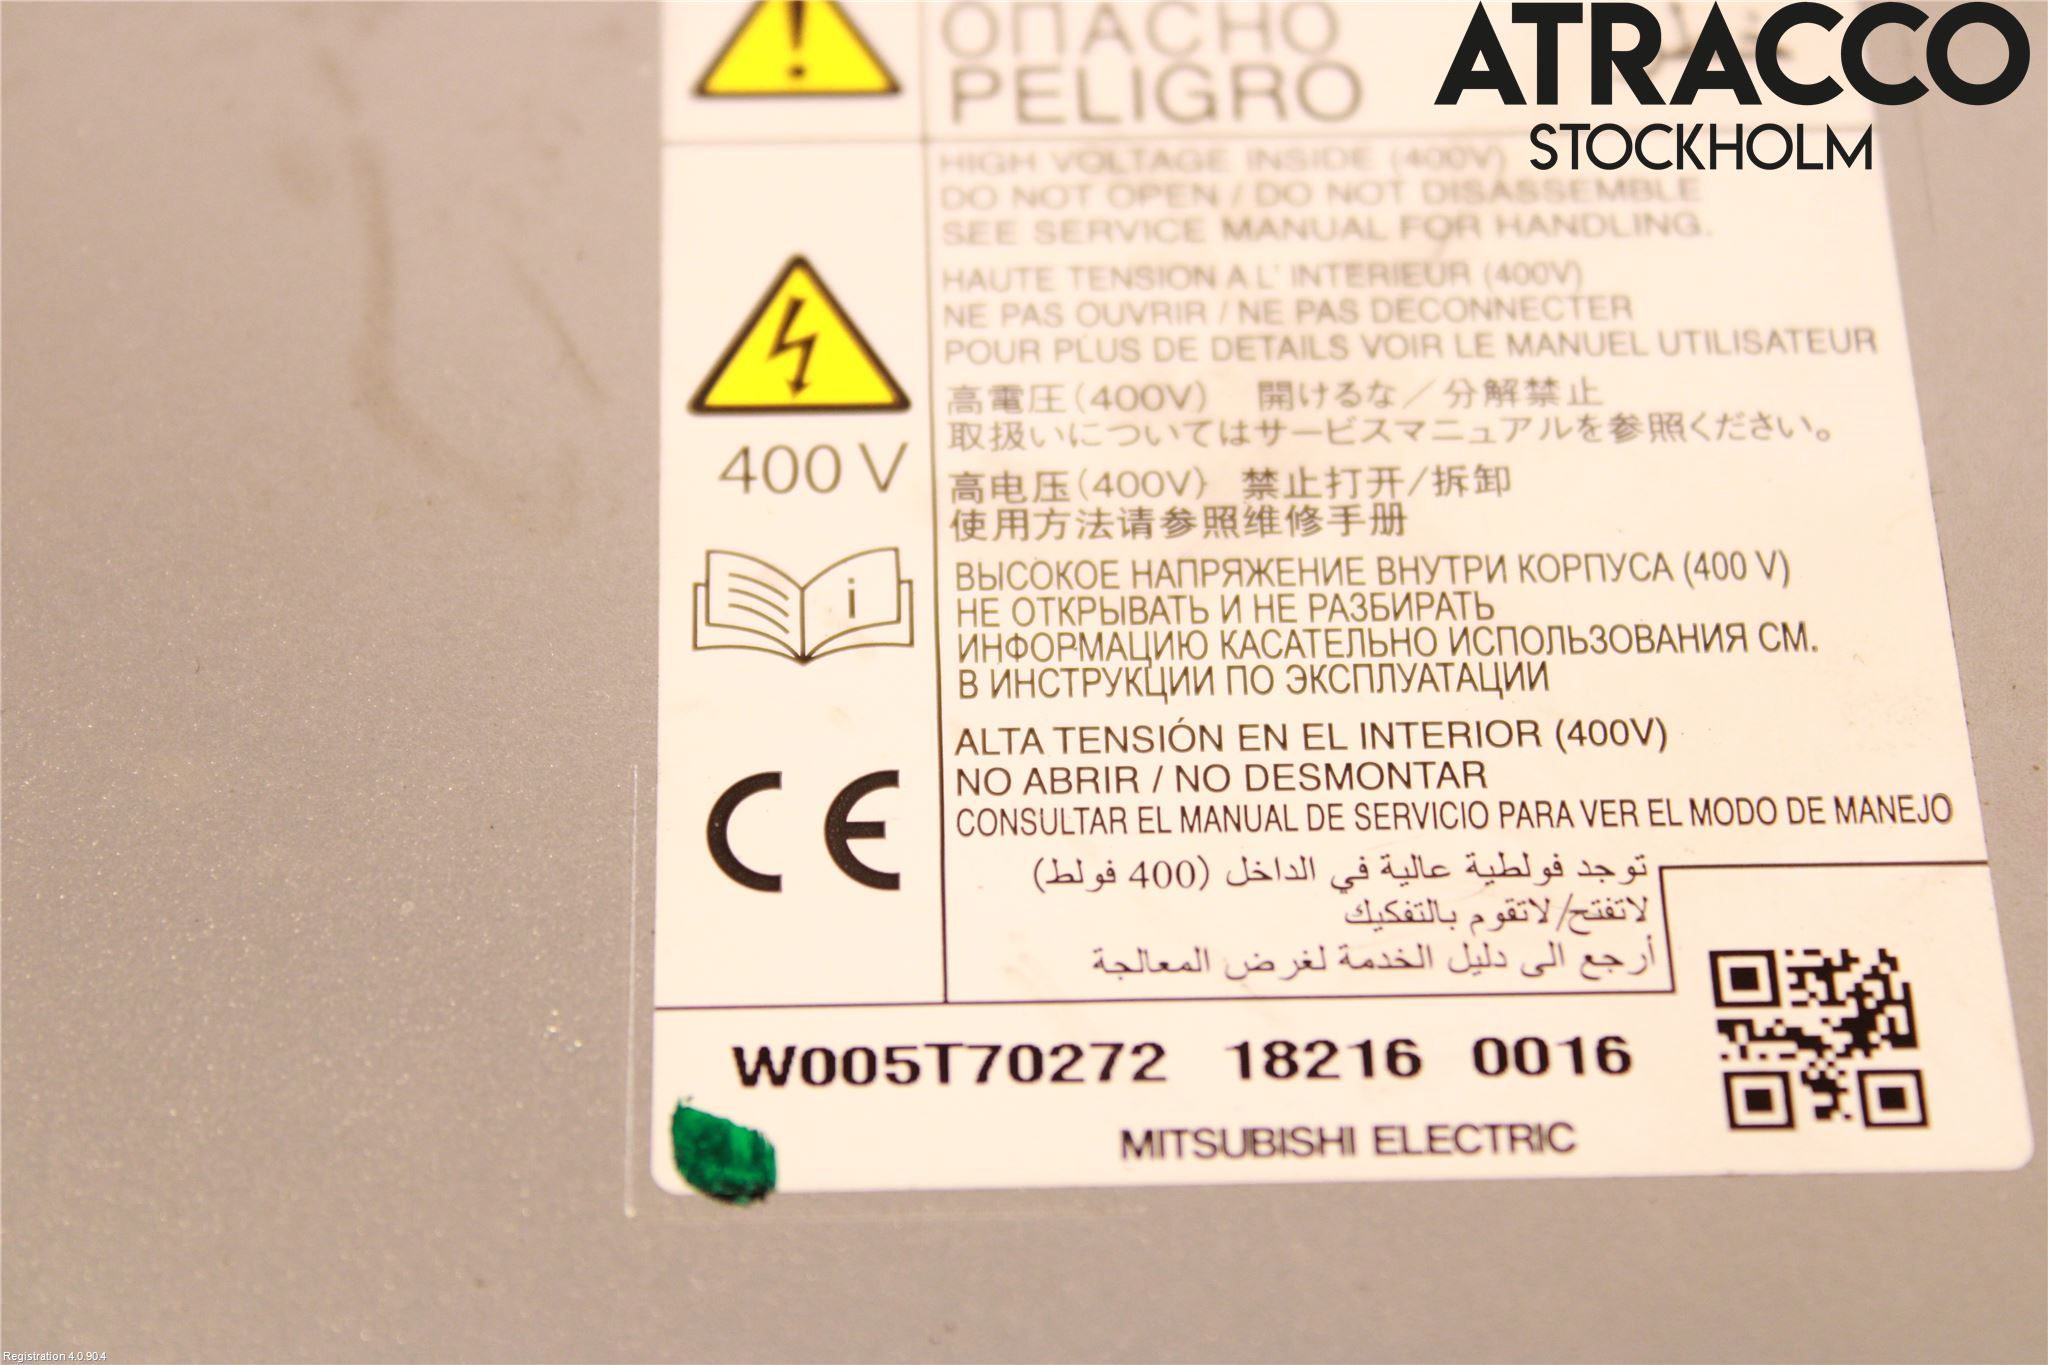 ATRACCO
STOCKHOLM
ОПАСНО
PELIGRO
HIGH VOLTAGE INSIDE (400V)
DO NOT OPEN / DO NOT DISASSEMBLE
SEE SERVICE MANUAL FOR HANDLING.
HAUTE TENSION A L' INTERIEUR (400V)
NE PAS OUVRIR / NE PAS DECONNECTER
POUR PLUS DE DETAILS VOIR LE MANUEL UTILISATEUR
高電圧(400V) 開けるな/分解禁止
取扱いについてはサービスマニュアルを参照ください。
400 V
高电压(400V) 禁止打开/拆卸
使用方法请参照维修手册
i
ВЫСОКОЕ НАПРЯЖЕНИЕ ВНУТРИ КОРПУСА (400 V)
НЕ ОТКРЫВАТЬ И НЕ РАЗБИРАТЬ
ИНФОРМАЦИЮ КАСАТЕЛЬНО ИСПОЛЬЗОВАНИЯ СМ.
В ИНСТРУКЦИИ ПО ЭКСПЛУАТАЦИИ
ALTA TENSIÓN EN EL INTERIOR (400V)
NO ABRIR / NO DESMONTAR
CONSULTAR EL MANUAL DE SERVICIO PARA VER EL MODO DE MANEJO
CE
توجد فولطية عالية في الداخل (400 فولط)
لاتفتح/لاتقوم بالتفكيك
أرجع الى دليل الخدمة لغرض المعالجة
W005T70272 18216 0016
MITSUBISHI ELECTRIC
Registration 4.0.90.4